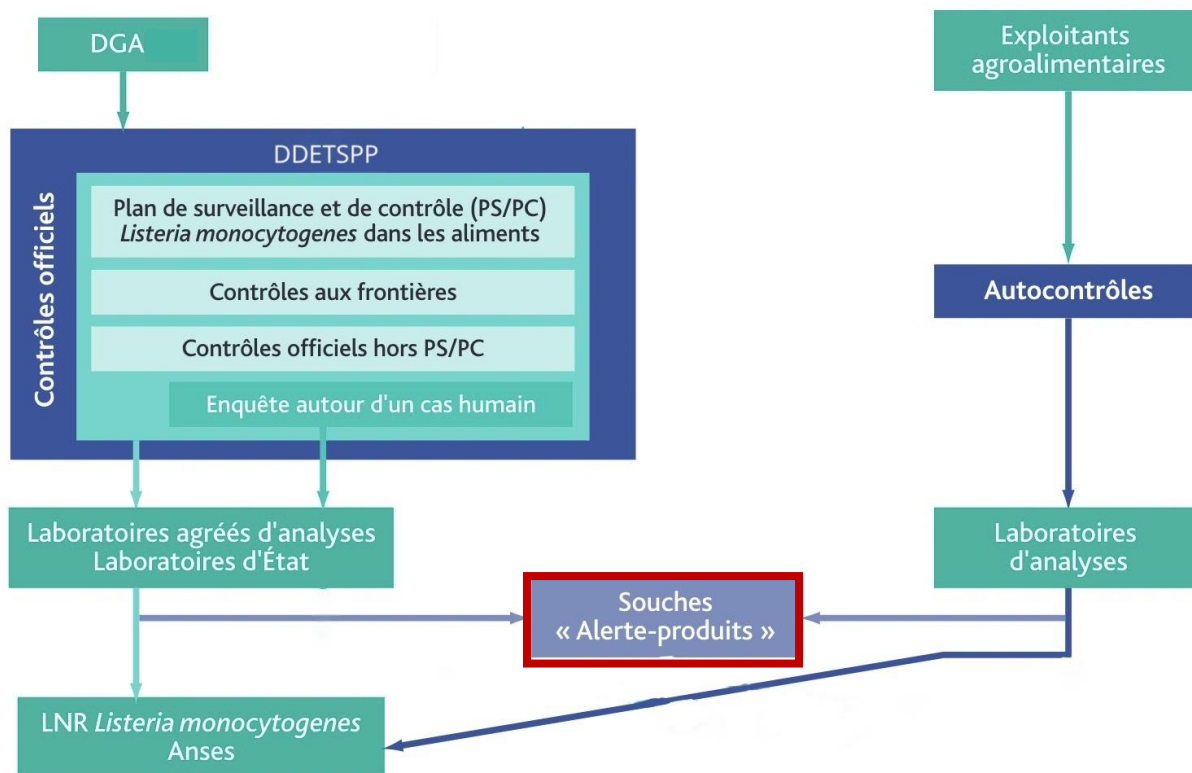 DGA
Exploitants
agroalimentaires
DDETSPP
Contrôles officiels
Plan de surveillance et de contrôle (PS/PC)
Listeria monocytogenes dans les aliments
Contrôles aux frontières
Contrôles officiels hors PS/PC
Enquête autour d'un cas humain
Autocontrôles
Laboratoires agréés d'analyses
Laboratoires d'État
Laboratoires
d'analyses
Souches
« Alerte-produits »
LNR Listeria monocytogenes
Anses